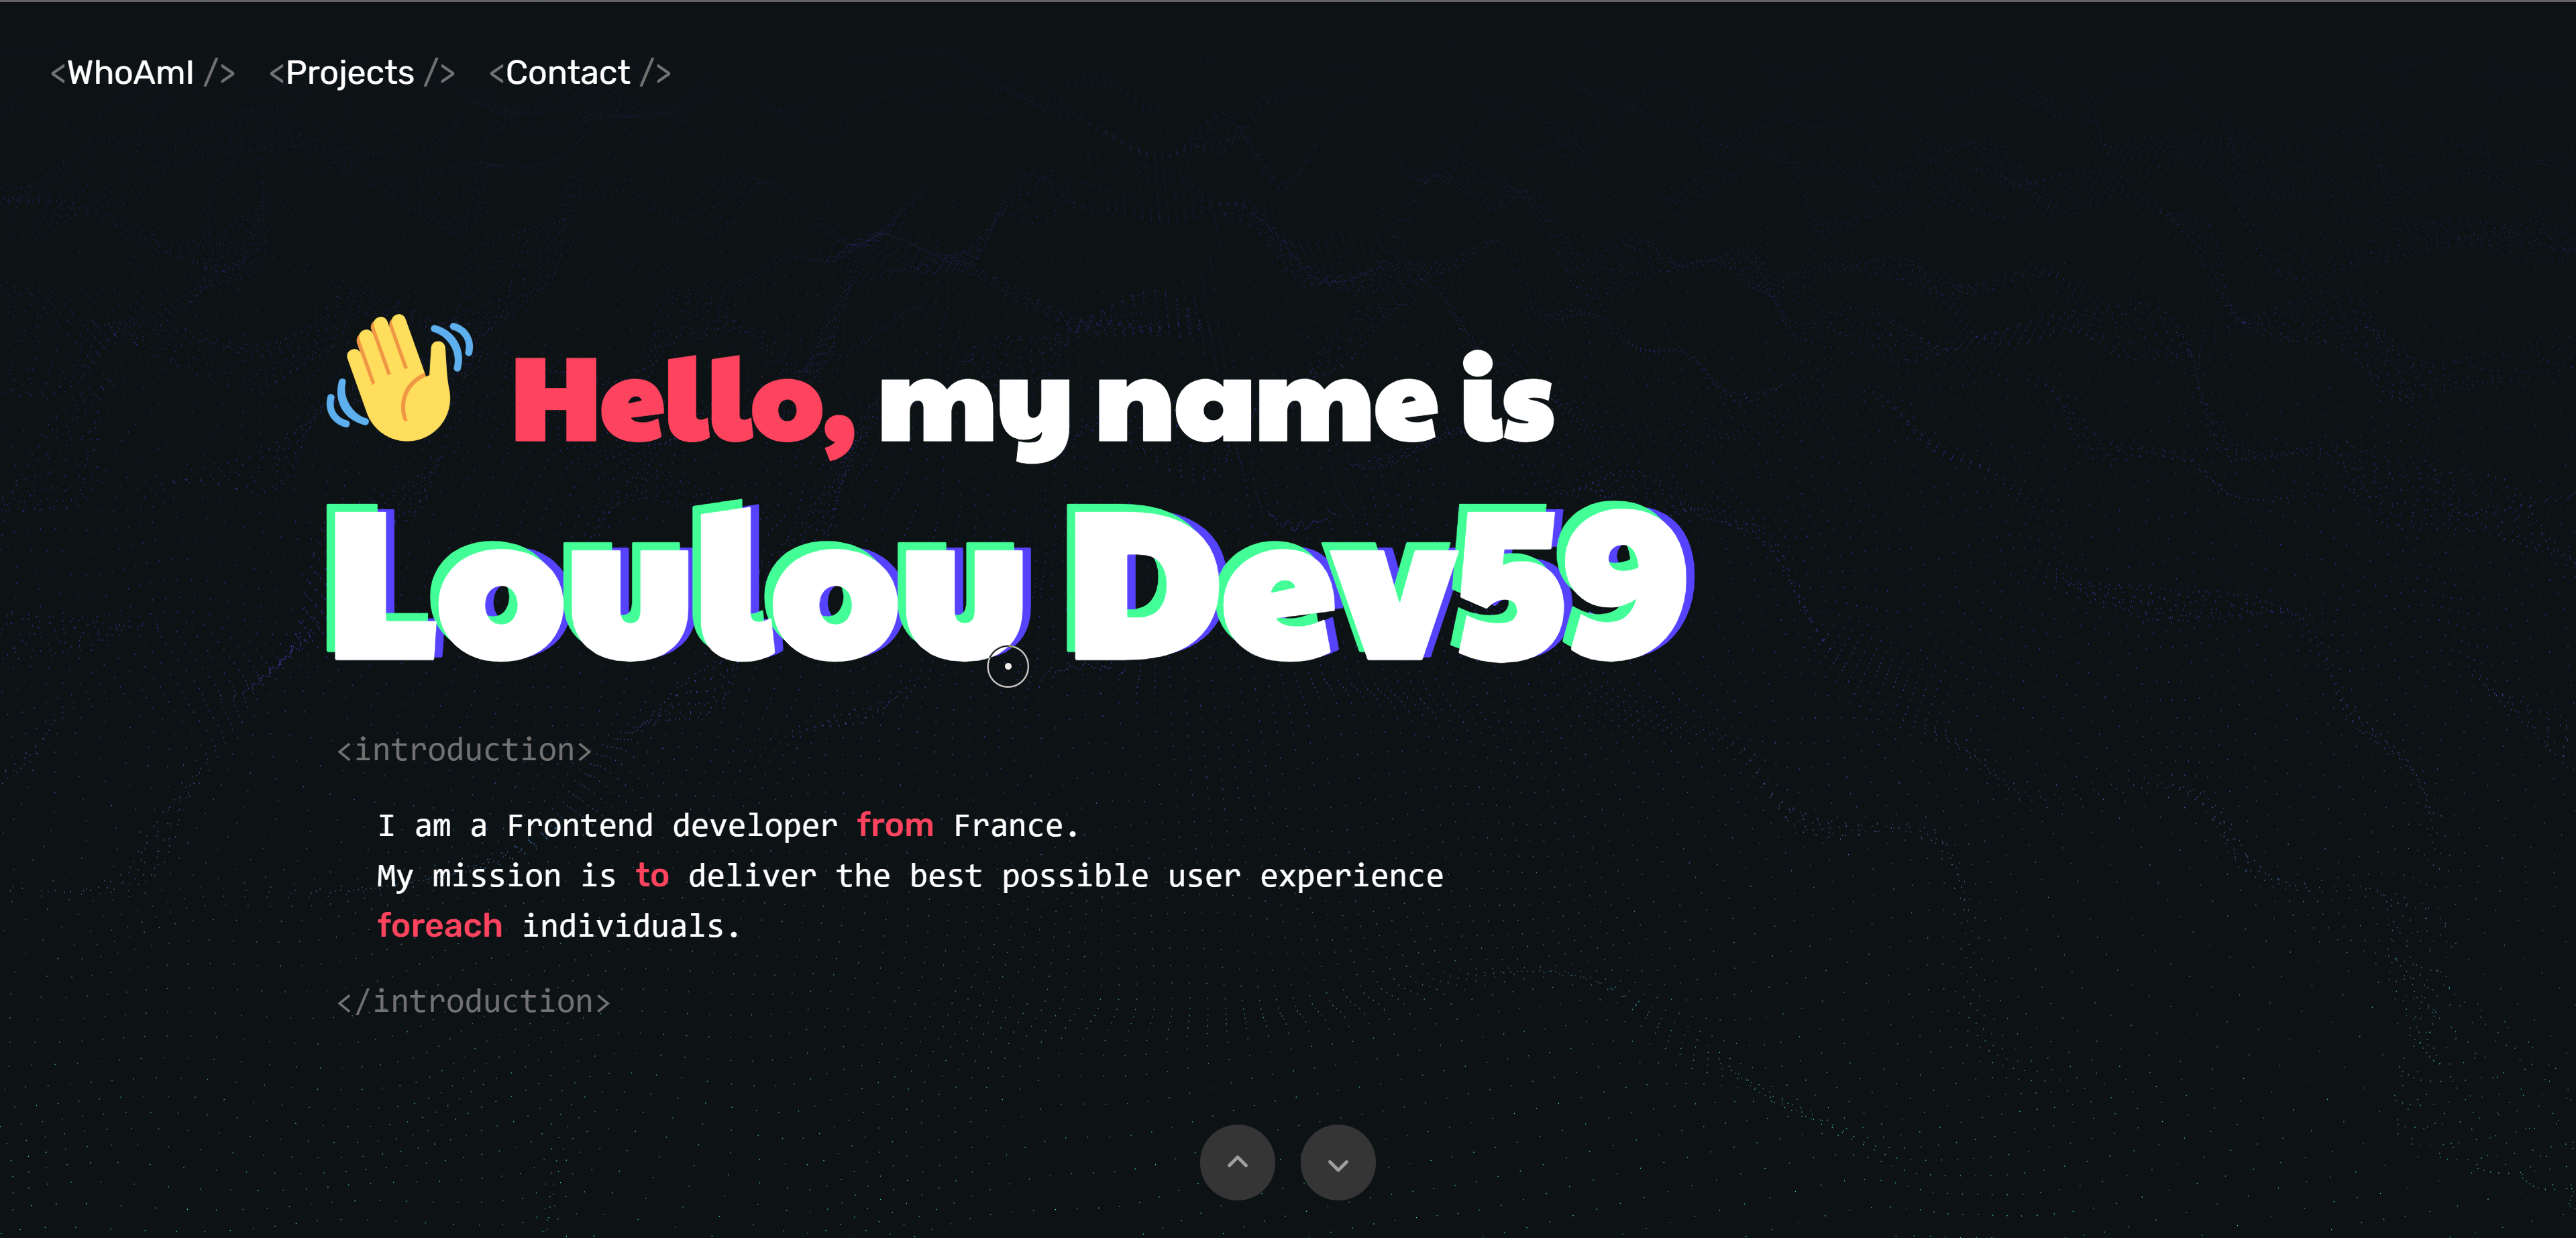 <WhoAmI /> <Projects /> <Contact />
Hello, my name is
Loulou Dev59
<introduction>
I am a Frontend developer from France.
My mission is to deliver the best possible user experience
foreach individuals.
</introduction>